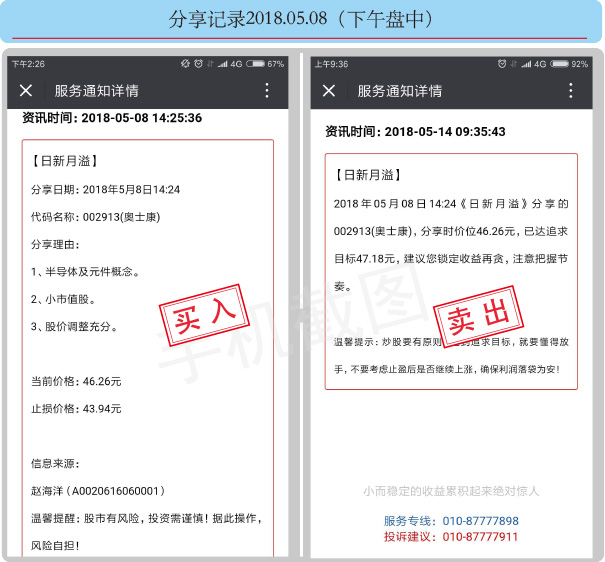 分享记录2018.05.08（下午盘中）
下午2:26
4G
67%
服务通知详情
资讯时间：2018-05-08 14:25:36
【日新月溢】
分享日期：2018年5月8日14:24
代码名称：002913(奥士康)
分享理由：
1、半导体及元件概念。
2、小市值股。
3、股价调整充分。
买入
当前价格：46.26元
止损价格：43.94元
信息来源：
赵海洋（A0020616060001）
温馨提醒：股市有风险，投资需谨慎！据此操作，
风险自担！
上午9:36
4G
92%
服务通知详情
资讯时间：2018-05-14 09:35:43
【日新月溢】
2018年05月08日14:24《日新月溢》分享的
002913(奥士康)，分享时价位46.26元，已达追求
目标47.18元，建议您锁定收益再贪，注意把握节
奏。
卖出
温馨提示：炒股要有原则
追求目标，就要懂得放
手，不要考虑止盈后是否继续上涨，确保利润落袋为安！
小而稳定的收益累积起来绝对惊人
服务专线：010-87777898
投诉建议：010-87777911
手机截图